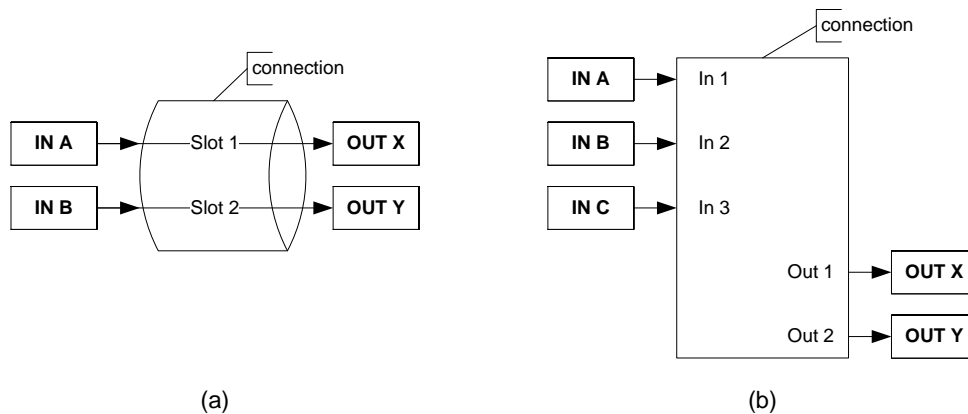 connection
IN A Slot 1 OUT X
IN B Slot 2 OUT Y
(a)
connection
IN A In 1
IN B In 2
IN C In 3
Out 1 OUT X
Out 2 OUT Y
(b)